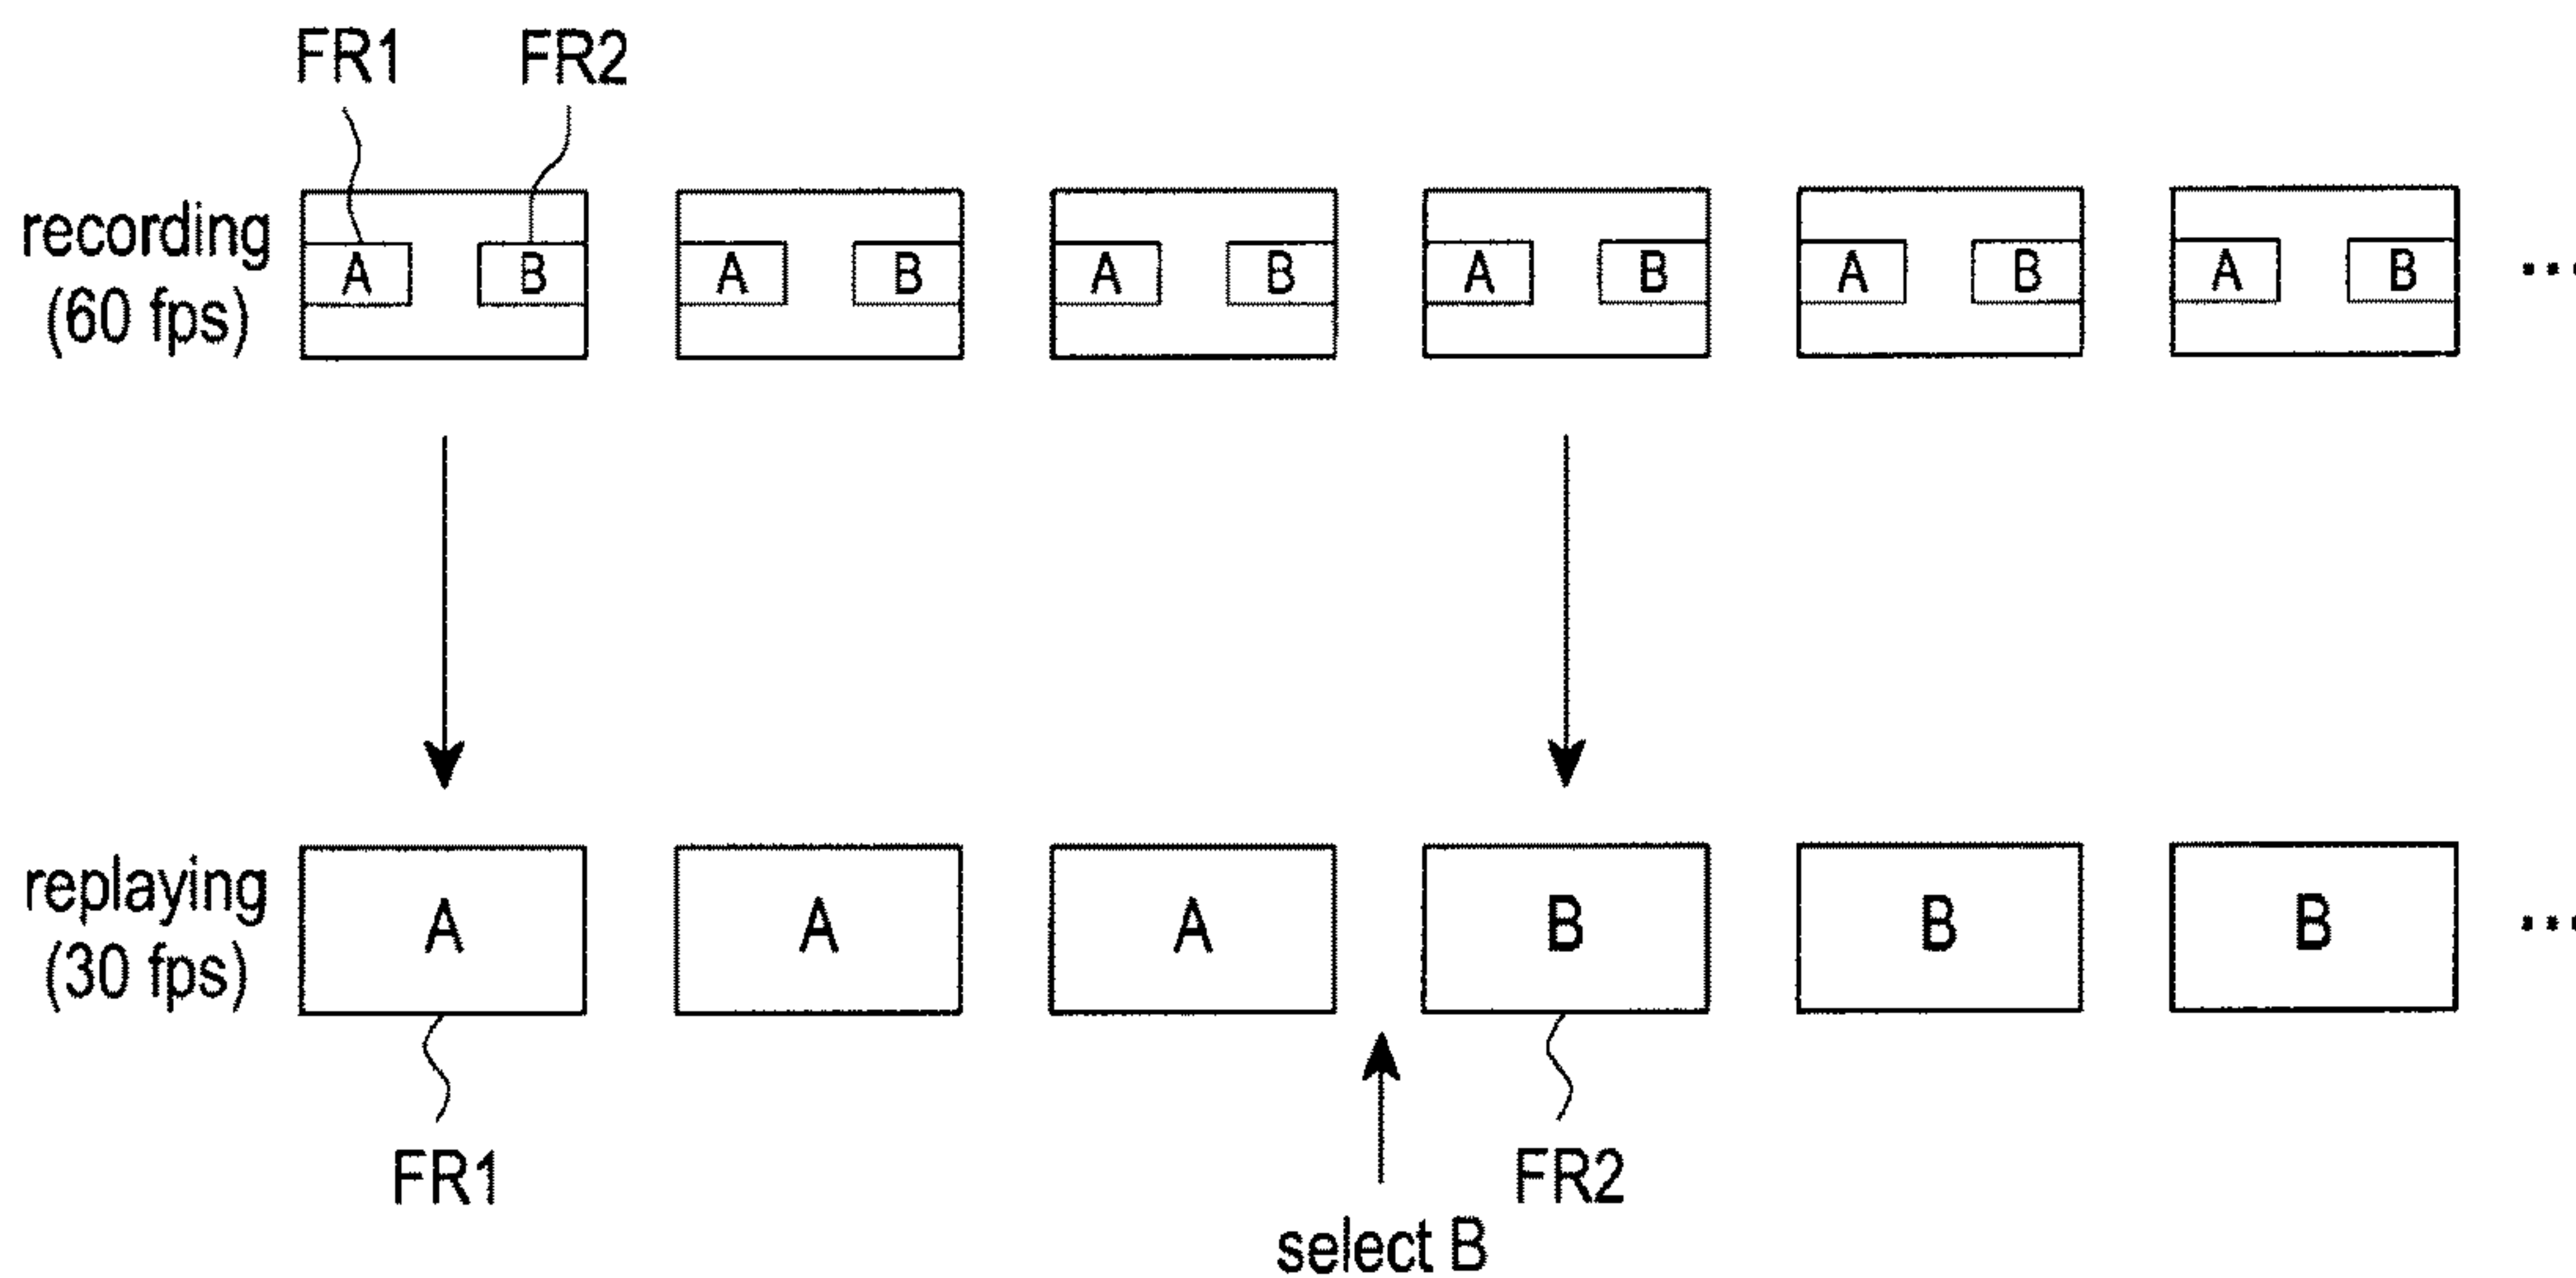 FR1 FR2
recording
(60 fps)
A B A B A B A B A B A B ...
replaying
(30 fps)
A A A B B B ...
FR1 FR2
select B